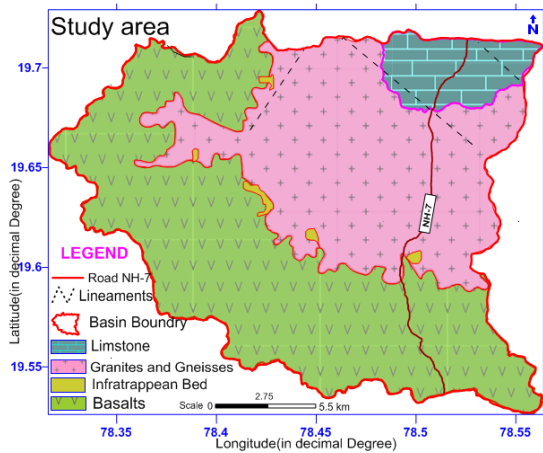 Study area
N
19.7
19.65
19.6
19.55
Latitude(in decimal Degree)
NH-7
LEGEND
Road NH-7
Lineaments
Basin Boundry
Limstone
Granites and Gneisses
Infratrappean Bed
Basalts
Scale 0 2.75 5.5 km
78.35 78.4 78.45 78.5 78.55
Longitude(in decimal Degree)